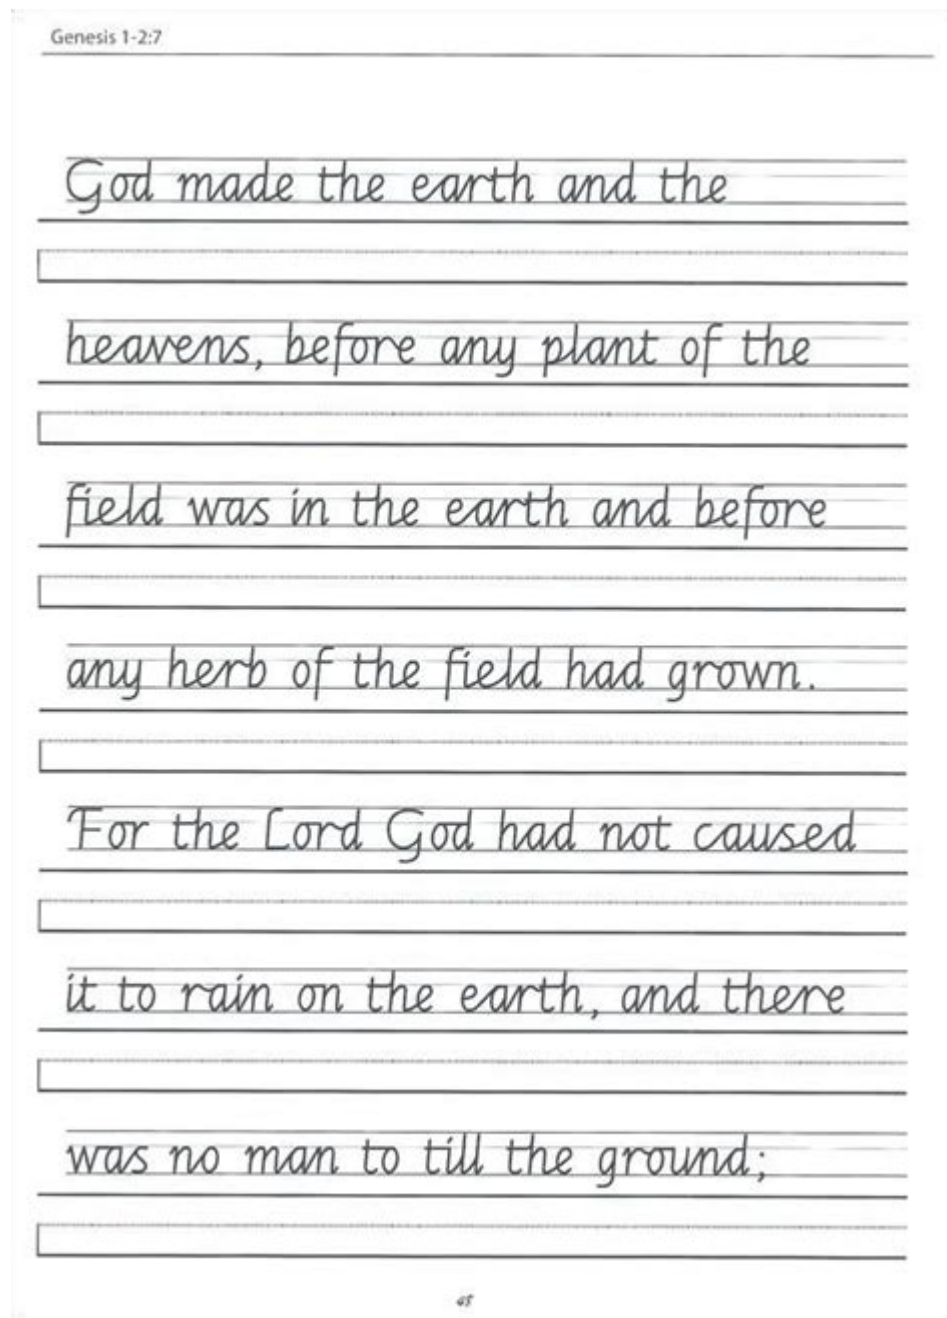 Genesis 1-2:7
God made the earth and the
heavens, before any plant of the
field was in the earth and before
any herb of the field had grown.
For the Lord God had not caused
it to rain on the earth, and there
was no man to till the ground;
45